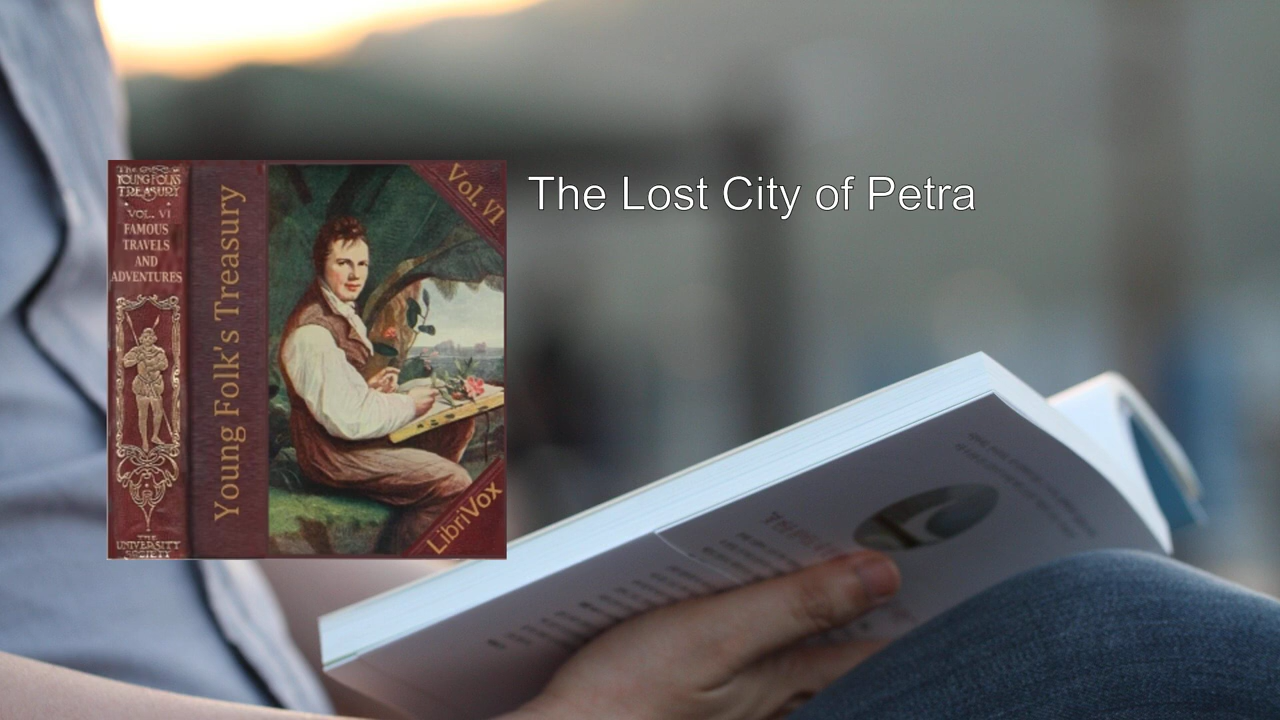 THE
YOUNG FOLK'S
TREASURY
VOL. VI
FAMOUS
TRAVELS
AND
ADVENTURES
THE
UNIVERSITY
SOCIETY
Young Folk's Treasury
Vol. VI
LibriVox
The Lost City of Petra